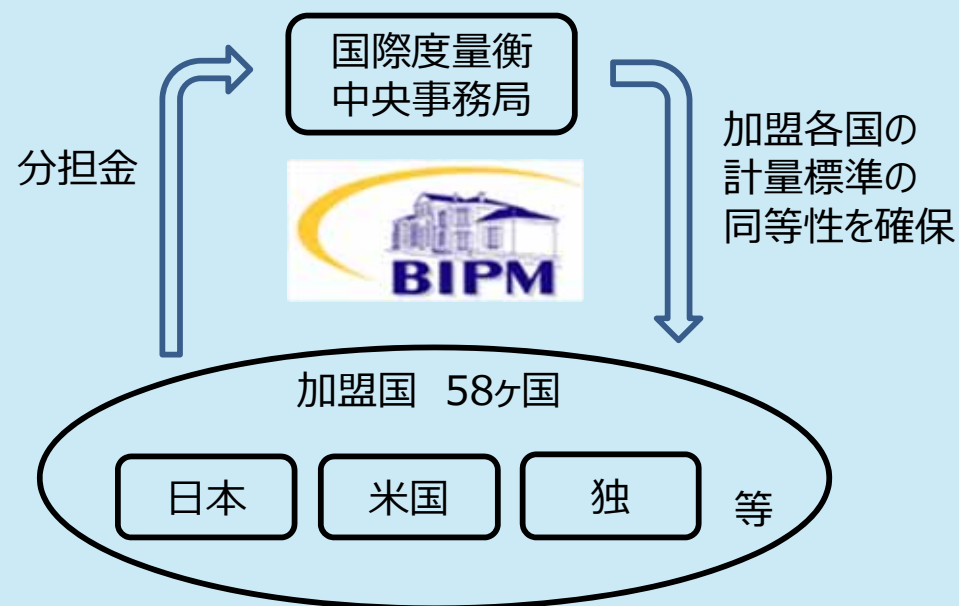 国際度量衡
中央事務局
分担金
加盟各国の
計量標準の
同等性を確保
BIPM
加盟国 58ヶ国
日本 米国 独 等